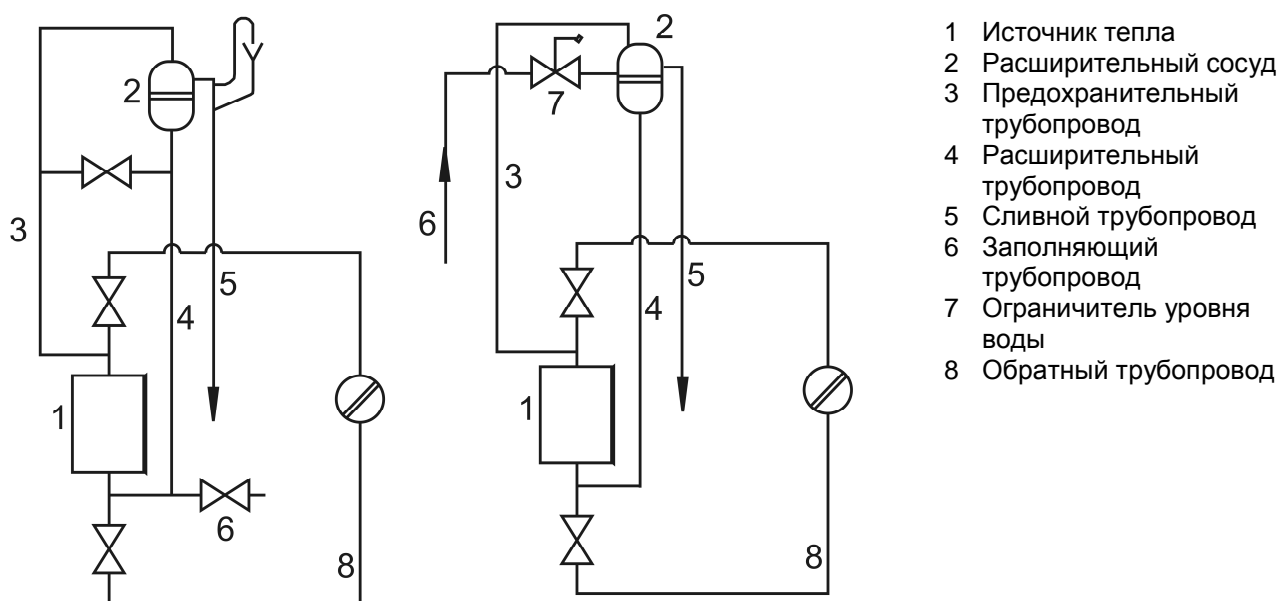 2
3
1
4
5
6
8
2
7
6
3
1
4
5
8
1 Источник тепла
2 Расширительный сосуд
3 Предохранительный
трубопровод
4 Расширительный
трубопровод
5 Сливной трубопровод
6 Заполняющий
трубопровод
7 Ограничитель уровня
воды
8 Обратный трубопровод